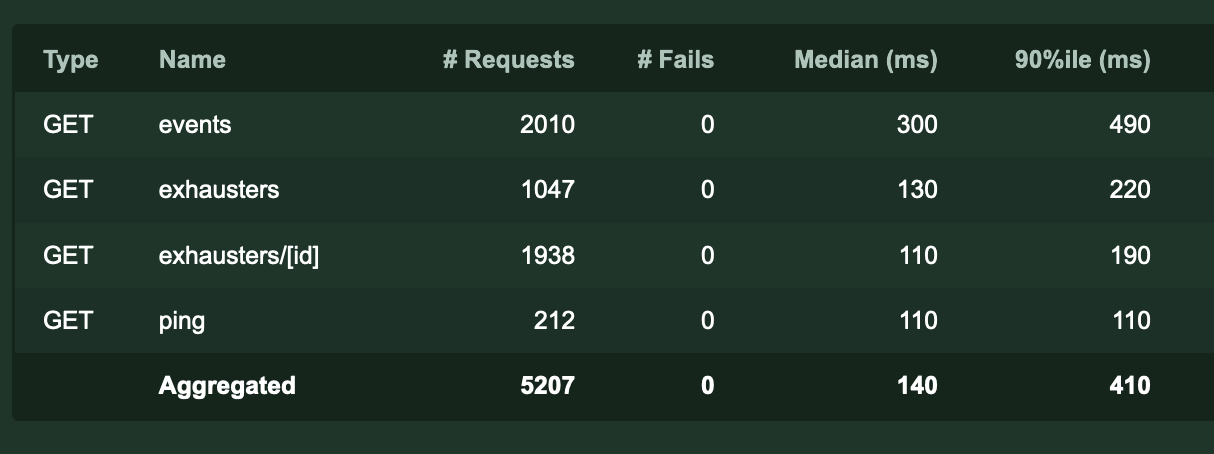 Type Name # Requests # Fails Median (ms) 90%ile (ms)
GET events 2010 0 300 490
GET exhausters 1047 0 130 220
GET exhausters/[id] 1938 0 110 190
GET ping 212 0 110 110
Aggregated 5207 0 140 410